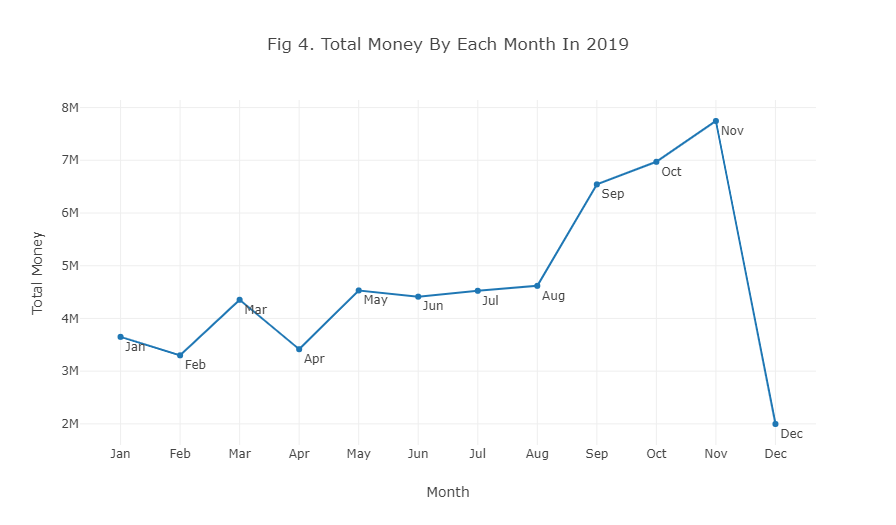 Fig 4. Total Money By Each Month In 2019
8M
7M
6M
5M
4M
3M
2M
Total Money
Jan
Feb
Mar
Apr
May
Jun
Jul
Aug
Sep
Oct
Nov
Dec
Jan Feb Mar Apr May Jun Jul Aug Sep Oct Nov Dec
Month